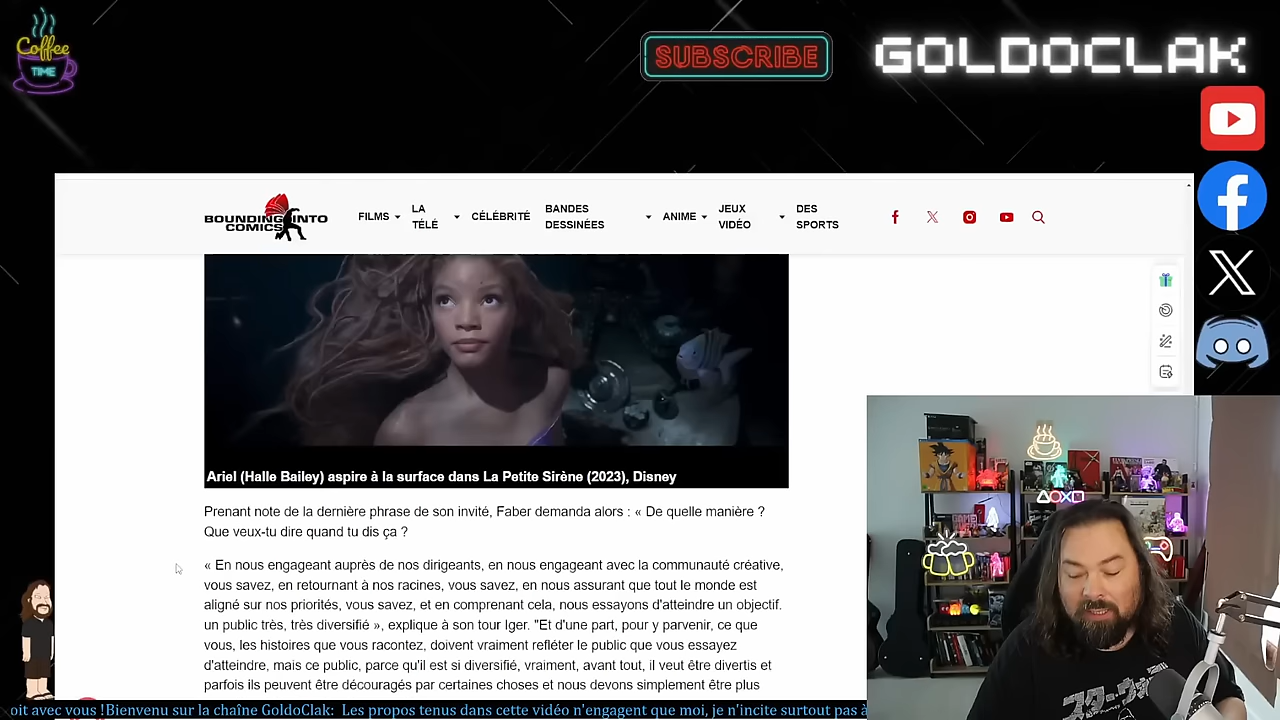 Coffee
TIME
SUBSCRIBE
GOLDOCLAK
BOUNDING INTO
COMICS
FILMS
LA
TÉLÉ
CÉLÉBRITÉ
BANDES
DESSINÉES
ANIME
JEUX
VIDÉO
DES
SPORTS
Ariel (Halle Bailey) aspire à la surface dans La Petite Sirène (2023), Disney
Prenant note de la dernière phrase de son invité, Faber demanda alors : « De quelle manière ?
Que veux-tu dire quand tu dis ça ?
« En nous engageant auprès de nos dirigeants, en nous engageant avec la communauté créative,
vous savez, en retournant à nos racines, vous savez, en nous assurant que tout le monde est
aligné sur nos priorités, vous savez, et en comprenant cela, nous essayons d'atteindre un objectif.
un public très, très diversifié », explique à son tour Iger. "Et d'une part, pour y parvenir, ce que
vous, les histoires que vous racontez, doivent vraiment refléter le public que vous essayez
d'atteindre, mais ce public, parce qu'il est si diversifié, vraiment, avant tout, il veut être divertis et
parfois ils peuvent être découragés par certaines choses et nous devons simplement être plus
oit avec vous !Bienvenu sur la chaîne GoldoClak: Les propos tenus dans cette vidéo n'engagent que moi, je n'incite surtout pas à